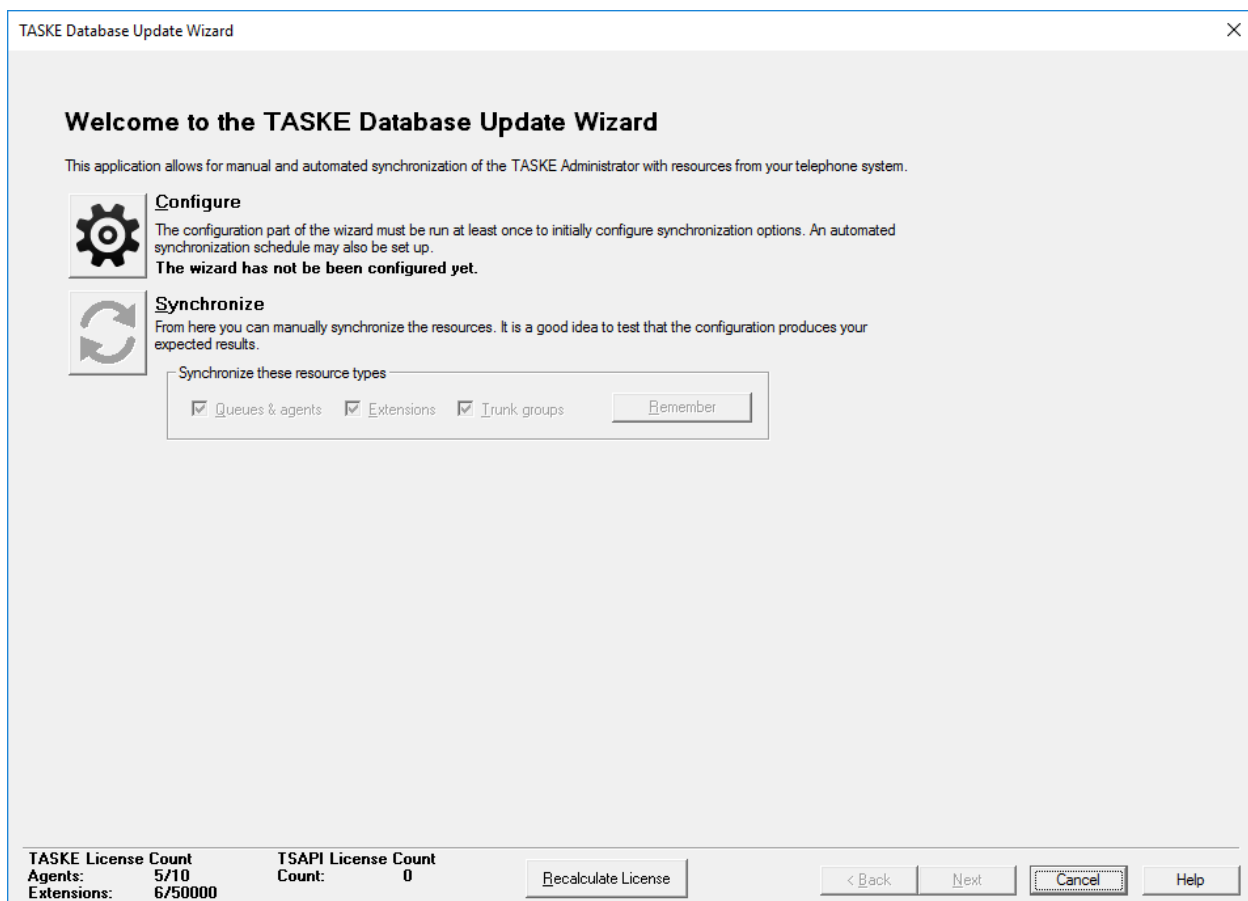 TASKE Database Update Wizard
Welcome to the TASKE Database Update Wizard
This application allows for manual and automated synchronization of the TASKE Administrator with resources from your telephone system.
Configure
The configuration part of the wizard must be run at least once to initially configure synchronization options. An automated
synchronization schedule may also be set up.
The wizard has not be been configured yet.
Synchronize
From here you can manually synchronize the resources. It is a good idea to test that the configuration produces your
expected results.
Synchronize these resource types
Queues & agents Extensions Trunk groups Remember
TASKE License Count TSAPI License Count
Agents: 5/10 Count: 0
Extensions: 6/50000
Recalculate License < Back Next Cancel Help